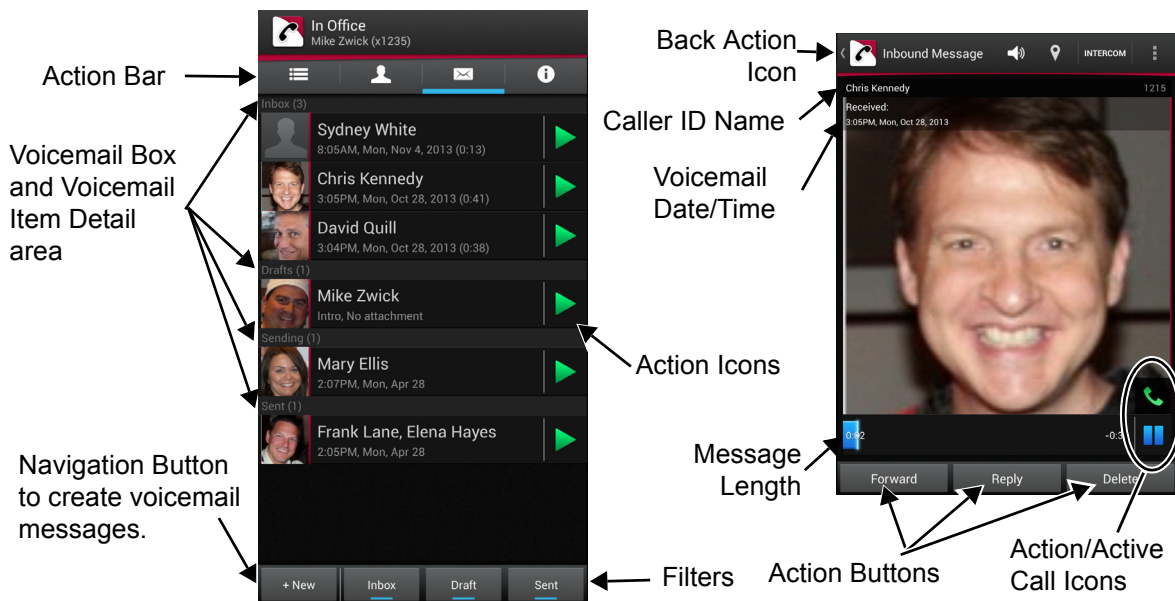 In Office
Mike Zwick (x1235)
Action Bar
Inbox (3)
Sydney White
8:05AM, Mon, Nov 4, 2013 (0:13)
Chris Kennedy
3:05PM, Mon, Oct 28, 2013 (0:41)
David Quill
3:04PM, Mon, Oct 28, 2013 (0:38)
Drafts (1)
Mike Zwick
Intro, No attachment
Sending (1)
Mary Ellis
2:07PM, Mon, Apr 28
Sent (1)
Frank Lane, Elena Hayes
2:05PM, Mon, Apr 28
+ New
Inbox
Draft
Sent
Voicemail Box
and Voicemail
Item Detail
area
Navigation Button
to create voicemail
messages.
Action Icons
Filters
Back Action
Icon
Inbound Message
INTERCOM
Caller ID Name
Chris Kennedy
1215
Received:
3:05PM, Mon, Oct 28, 2013
Voicemail
Date/Time
Message
Length
0:02
Forward
Reply
Delete
Action Buttons
Action/Active
Call Icons